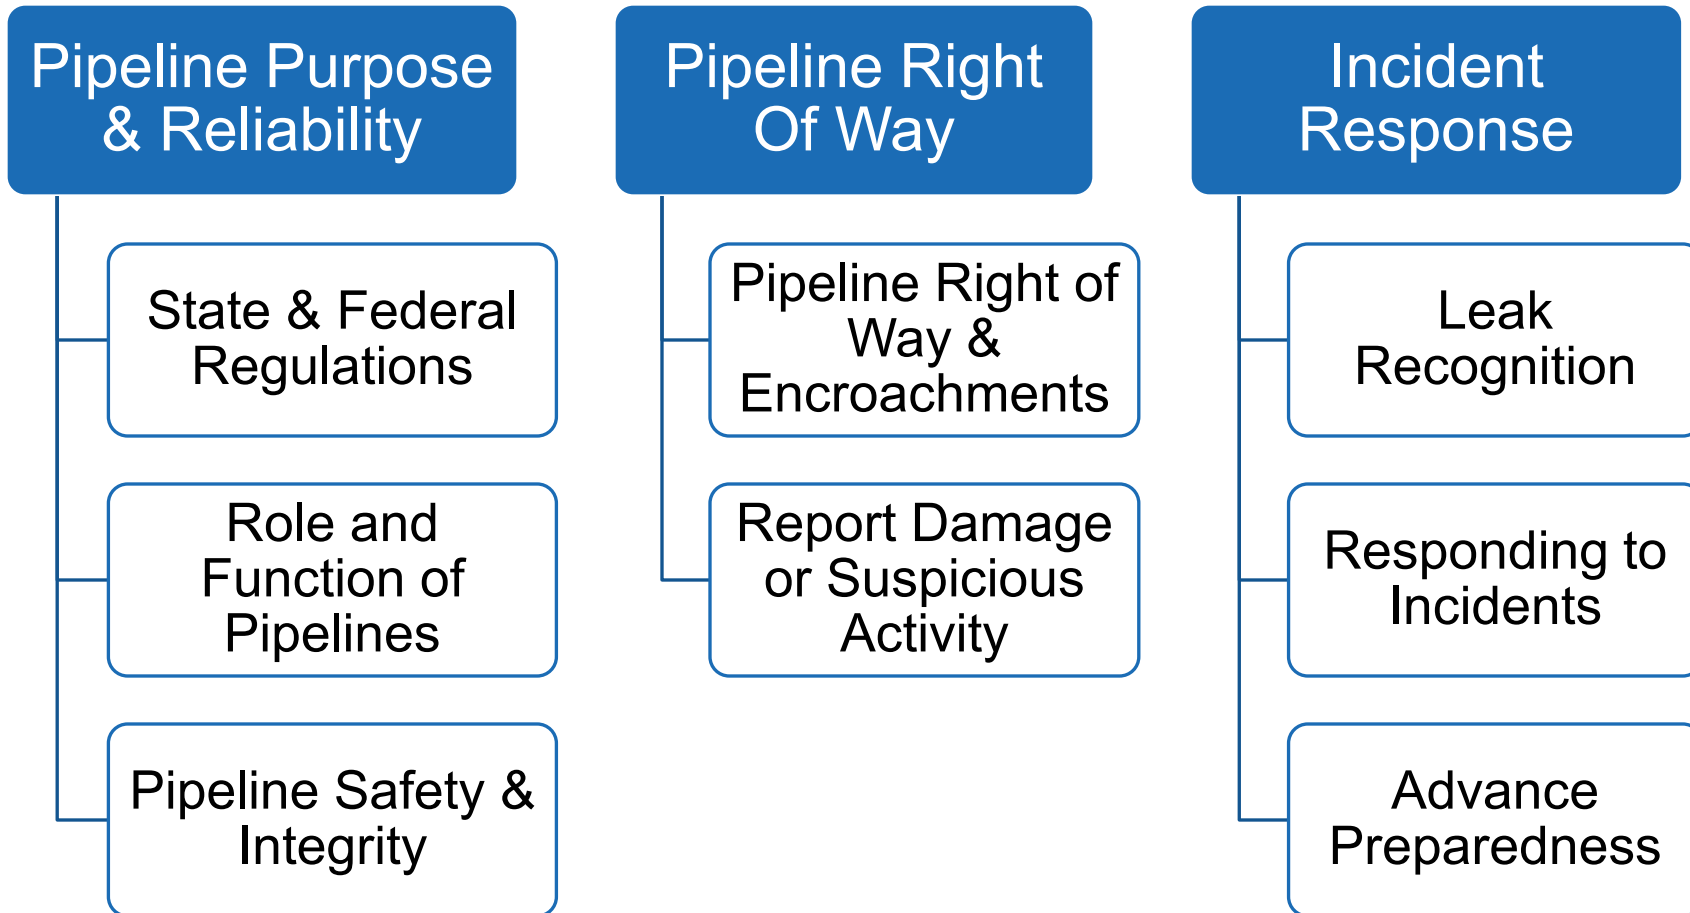 Pipeline Purpose
& Reliability
State & Federal
Regulations
Role and
Function of
Pipelines
Pipeline Safety &
Integrity
Pipeline Right
Of Way
Pipeline Right of
Way &
Encroachments
Report Damage
or Suspicious
Activity
Incident
Response
Leak
Recognition
Responding to
Incidents
Advance
Preparedness